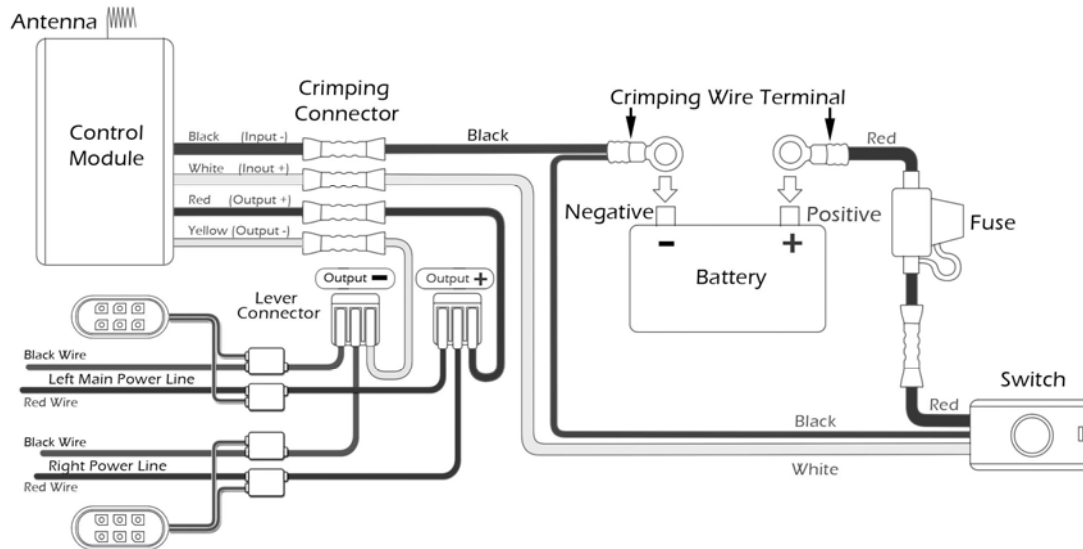 Antenna
Control
Module
Crimping
Connector
Black (Input -)
White (Inout +)
Red (Output +)
Yellow (Output -)
Black
Crimping Wire Terminal
Red
Negative
Positive
Fuse
-
+
Battery
Output -
Output +
Lever
Connector
Black Wire
Left Main Power Line
Red Wire
Black Wire
Right Power Line
Red Wire
Switch
Red
Black
White